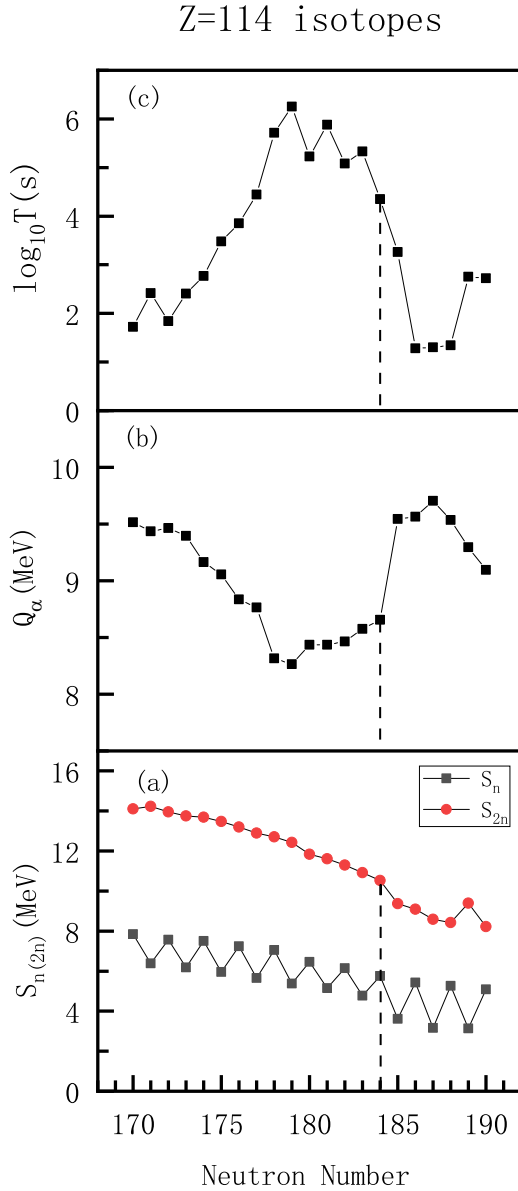 Z=114 isotopes
(c)
log₁₀T(s)
6
4
2
0
(b)
Qα(MeV)
10
9
8
(a)
Sₙ
S₂ₙ
Sₙ₍₂ₙ₎(MeV)
16
12
8
4
0
170 175 180 185 190
Neutron Number